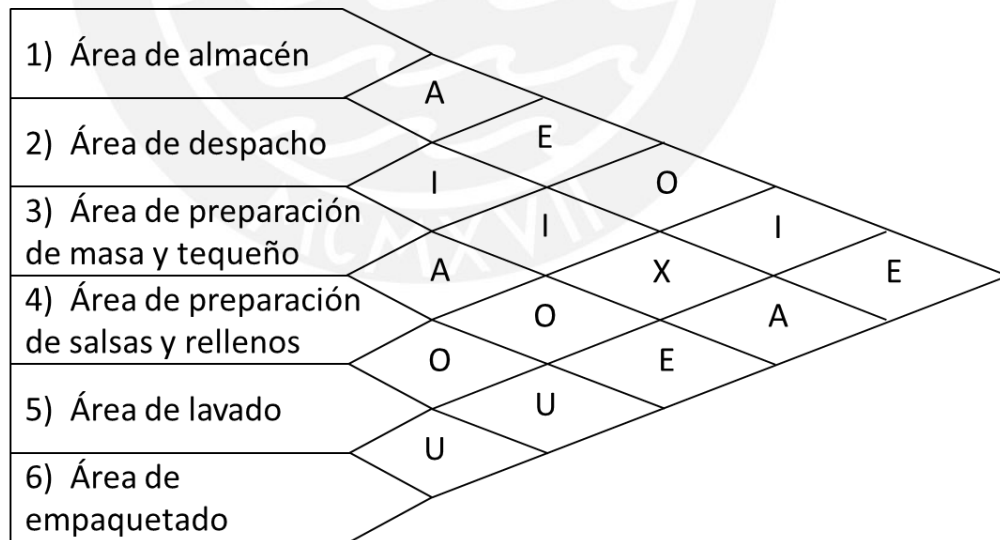 1) Área de almacén
A
E
2) Área de despacho
I
O
3) Área de preparación
de masa y tequeño
I
I
A
X
E
4) Área de preparación
de salsas y rellenos
O
A
O
E
5) Área de lavado
U
U
6) Área de
empaquetado
MCMXVII